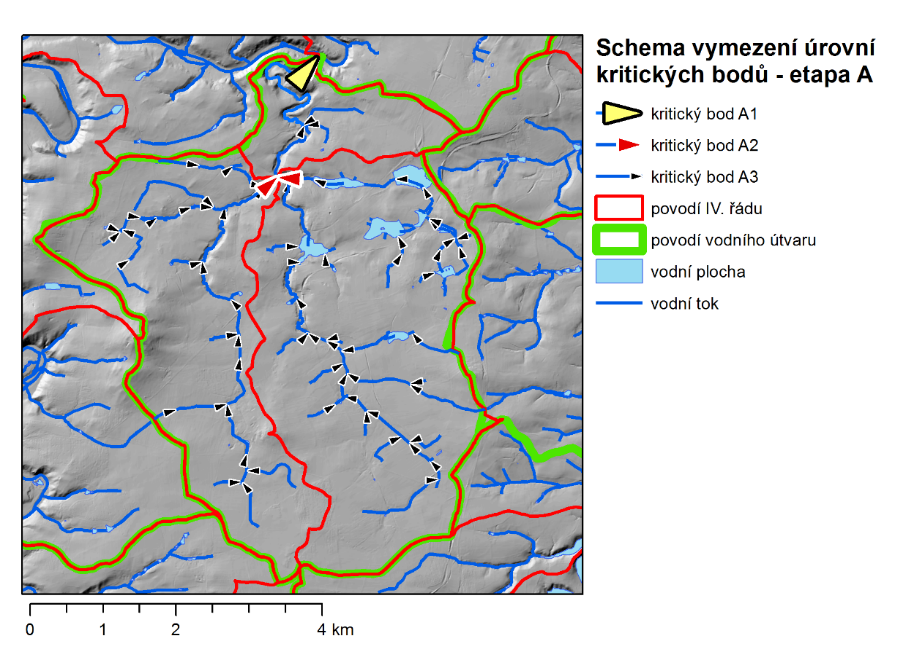 Schema vymezení úrovní
kritických bodů - etapa A
kritický bod A1
kritický bod A2
kritický bod A3
povodí IV. řádu
povodí vodního útvaru
vodní plocha
vodní tok
0 1 2 4 km